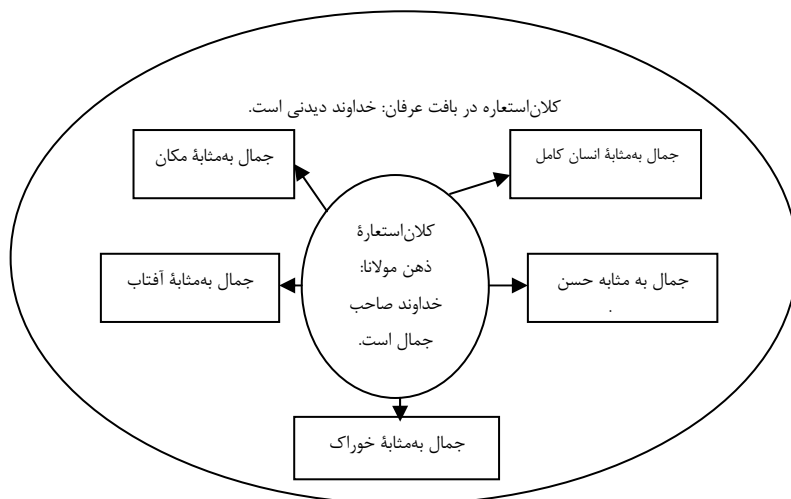 کلان‌استعاره در بافت عرفان: خداوند دیدنی است.
جمال به‌مثابهٔ انسان کامل
جمال به‌مثابهٔ مکان
کلان‌استعارهٔ
ذهن مولانا:
خداوند صاحب
جمال است.
جمال به مثابه حسن
.
جمال به‌مثابهٔ آفتاب
جمال به‌مثابهٔ خوراک